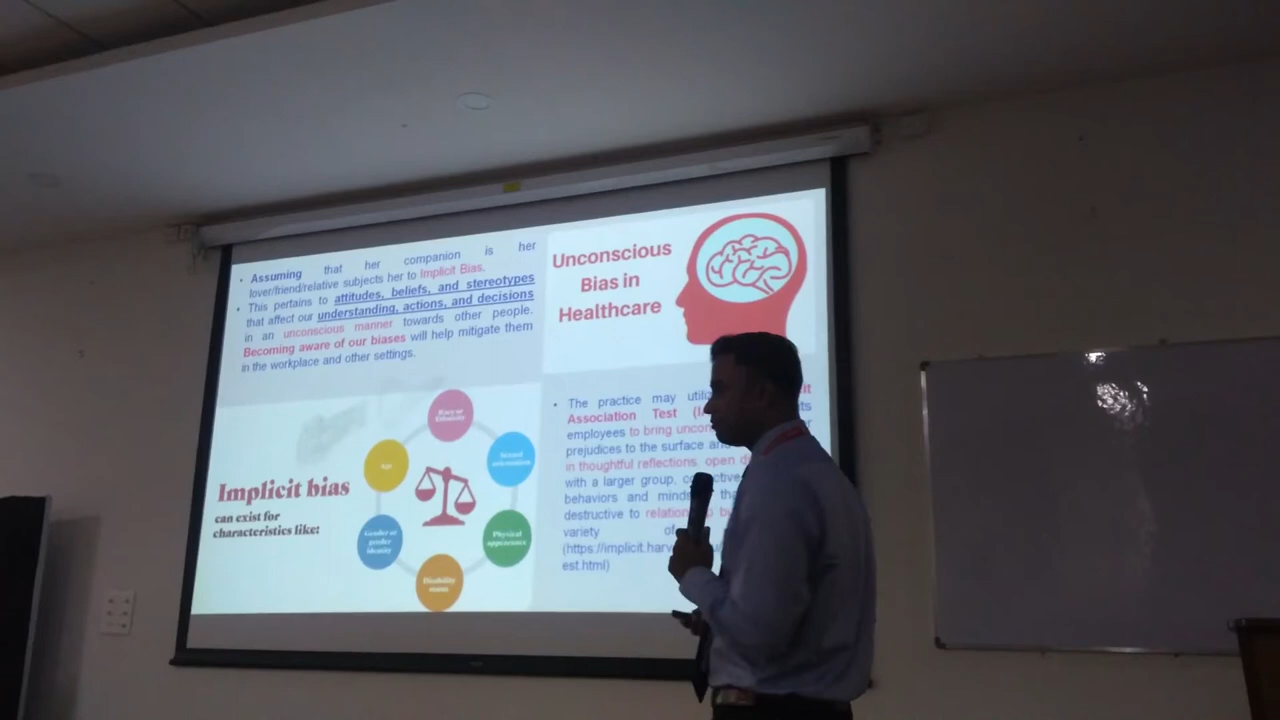 • Assuming that her companion is her
lover/friend/relative subjects her to Implicit Bias.
• This pertains to attitudes, beliefs, and stereotypes
that affect our understanding, actions, and decisions
in an unconscious manner towards other people.
Becoming aware of our biases will help mitigate them
in the workplace and other settings.
Unconscious
Bias in
Healthcare
Implicit bias
can exist for
characteristics like:
Race or
Ethnicity
Age
Sexual
orientation
Gender or
gender
identity
Physical
appearance
Disability
status
• The practice may
Association Test
employees to bring
prejudices to the surface
in thoughtful reflections, open
with a larger group,
behaviors and
destructive to
variety of
(https://implicit.
est.html)